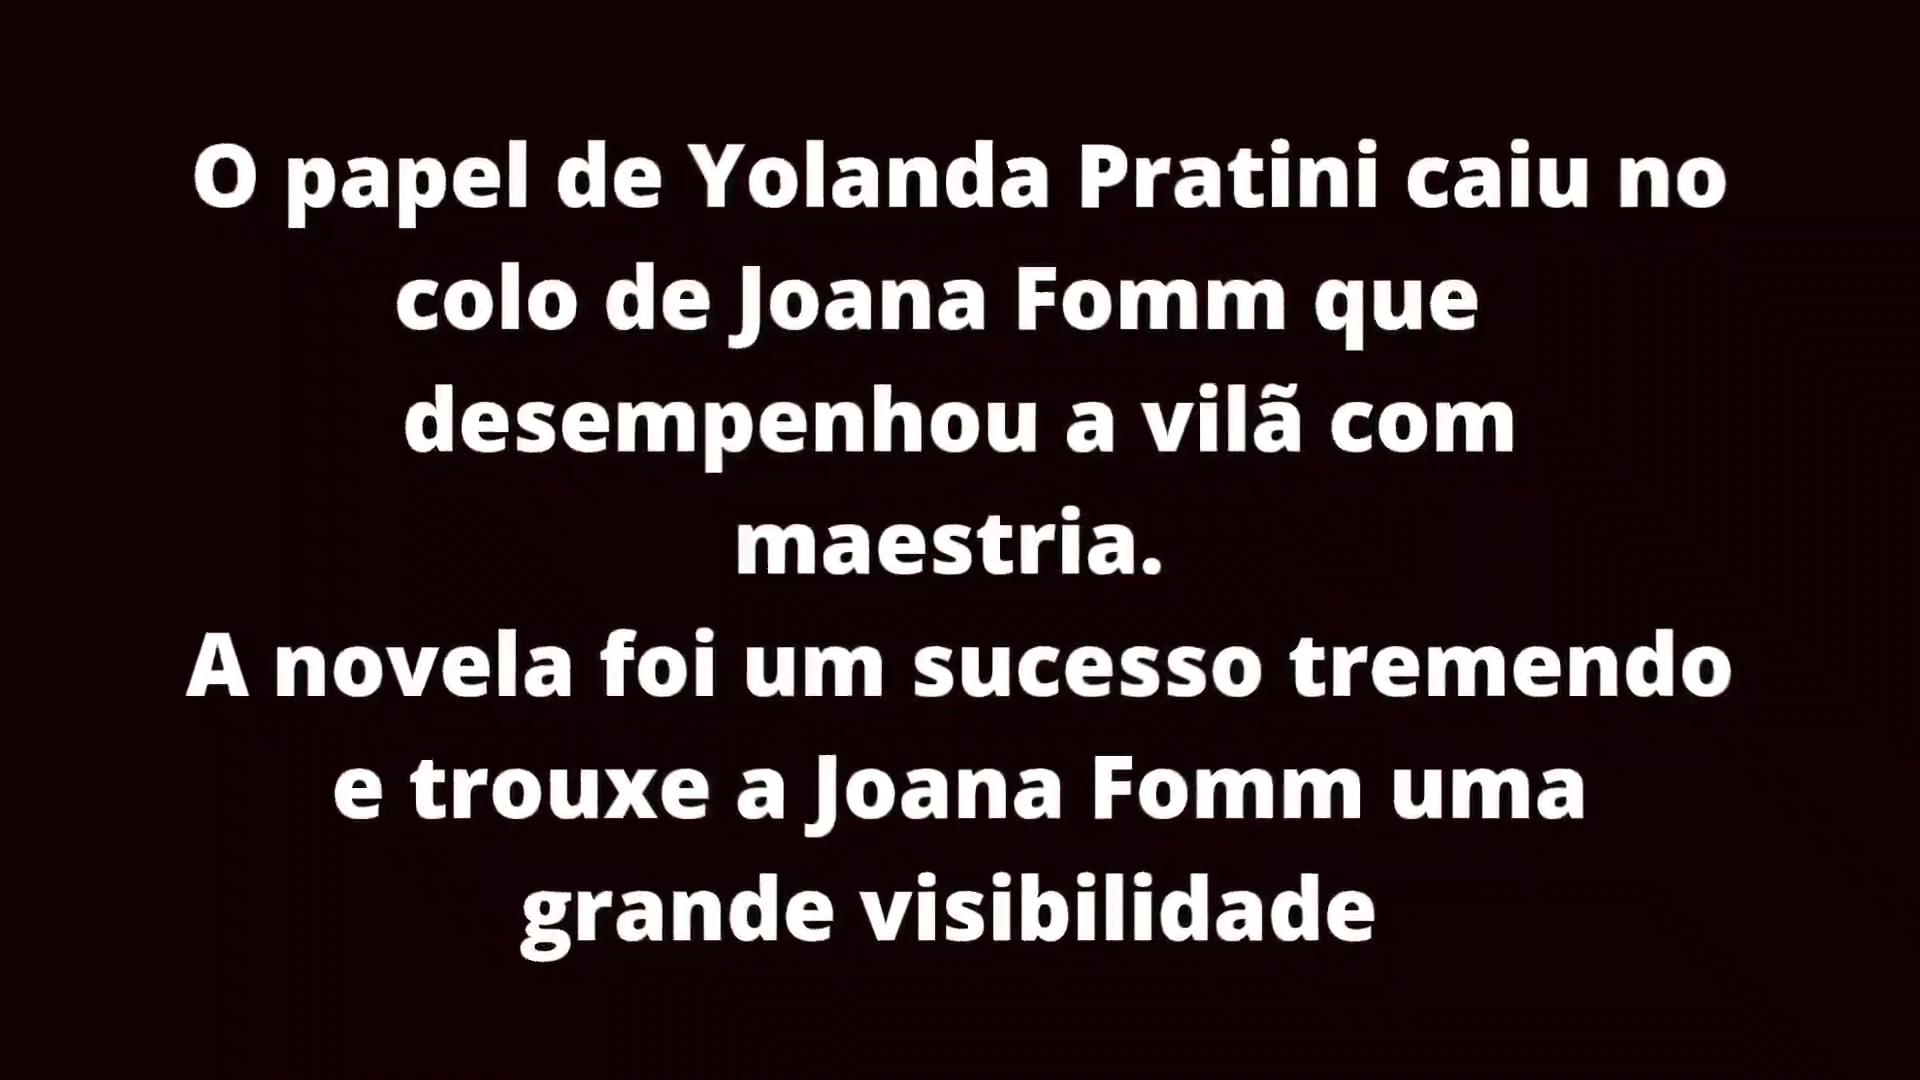 O papel de Yolanda Pratini caiu no
colo de Joana Fomm que
desempenhou a vilã com
maestria.
A novela foi um sucesso tremendo
e trouxe a Joana Fomm uma
grande visibilidade